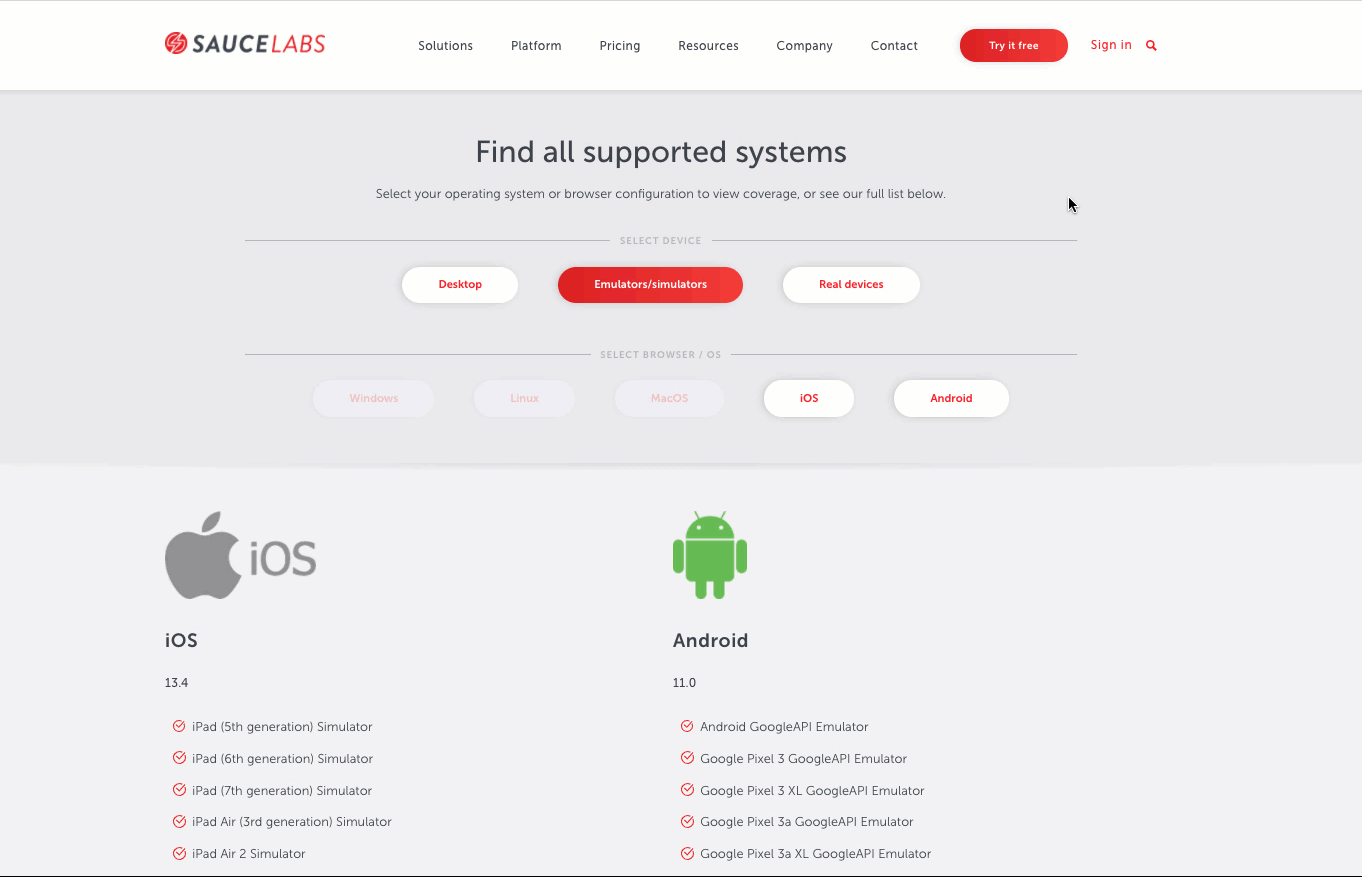 SAUCELABS
Solutions Platform Pricing Resources Company Contact Try it free Sign in
Find all supported systems
Select your operating system or browser configuration to view coverage, or see our full list below.
SELECT DEVICE
Desktop Emulators/simulators Real devices
SELECT BROWSER / OS
Windows Linux MacOS iOS Android
iOS
iOS
13.4
iPad (5th generation) Simulator
iPad (6th generation) Simulator
iPad (7th generation) Simulator
iPad Air (3rd generation) Simulator
iPad Air 2 Simulator
Android
11.0
Android GoogleAPI Emulator
Google Pixel 3 GoogleAPI Emulator
Google Pixel 3 XL GoogleAPI Emulator
Google Pixel 3a GoogleAPI Emulator
Google Pixel 3a XL GoogleAPI Emulator